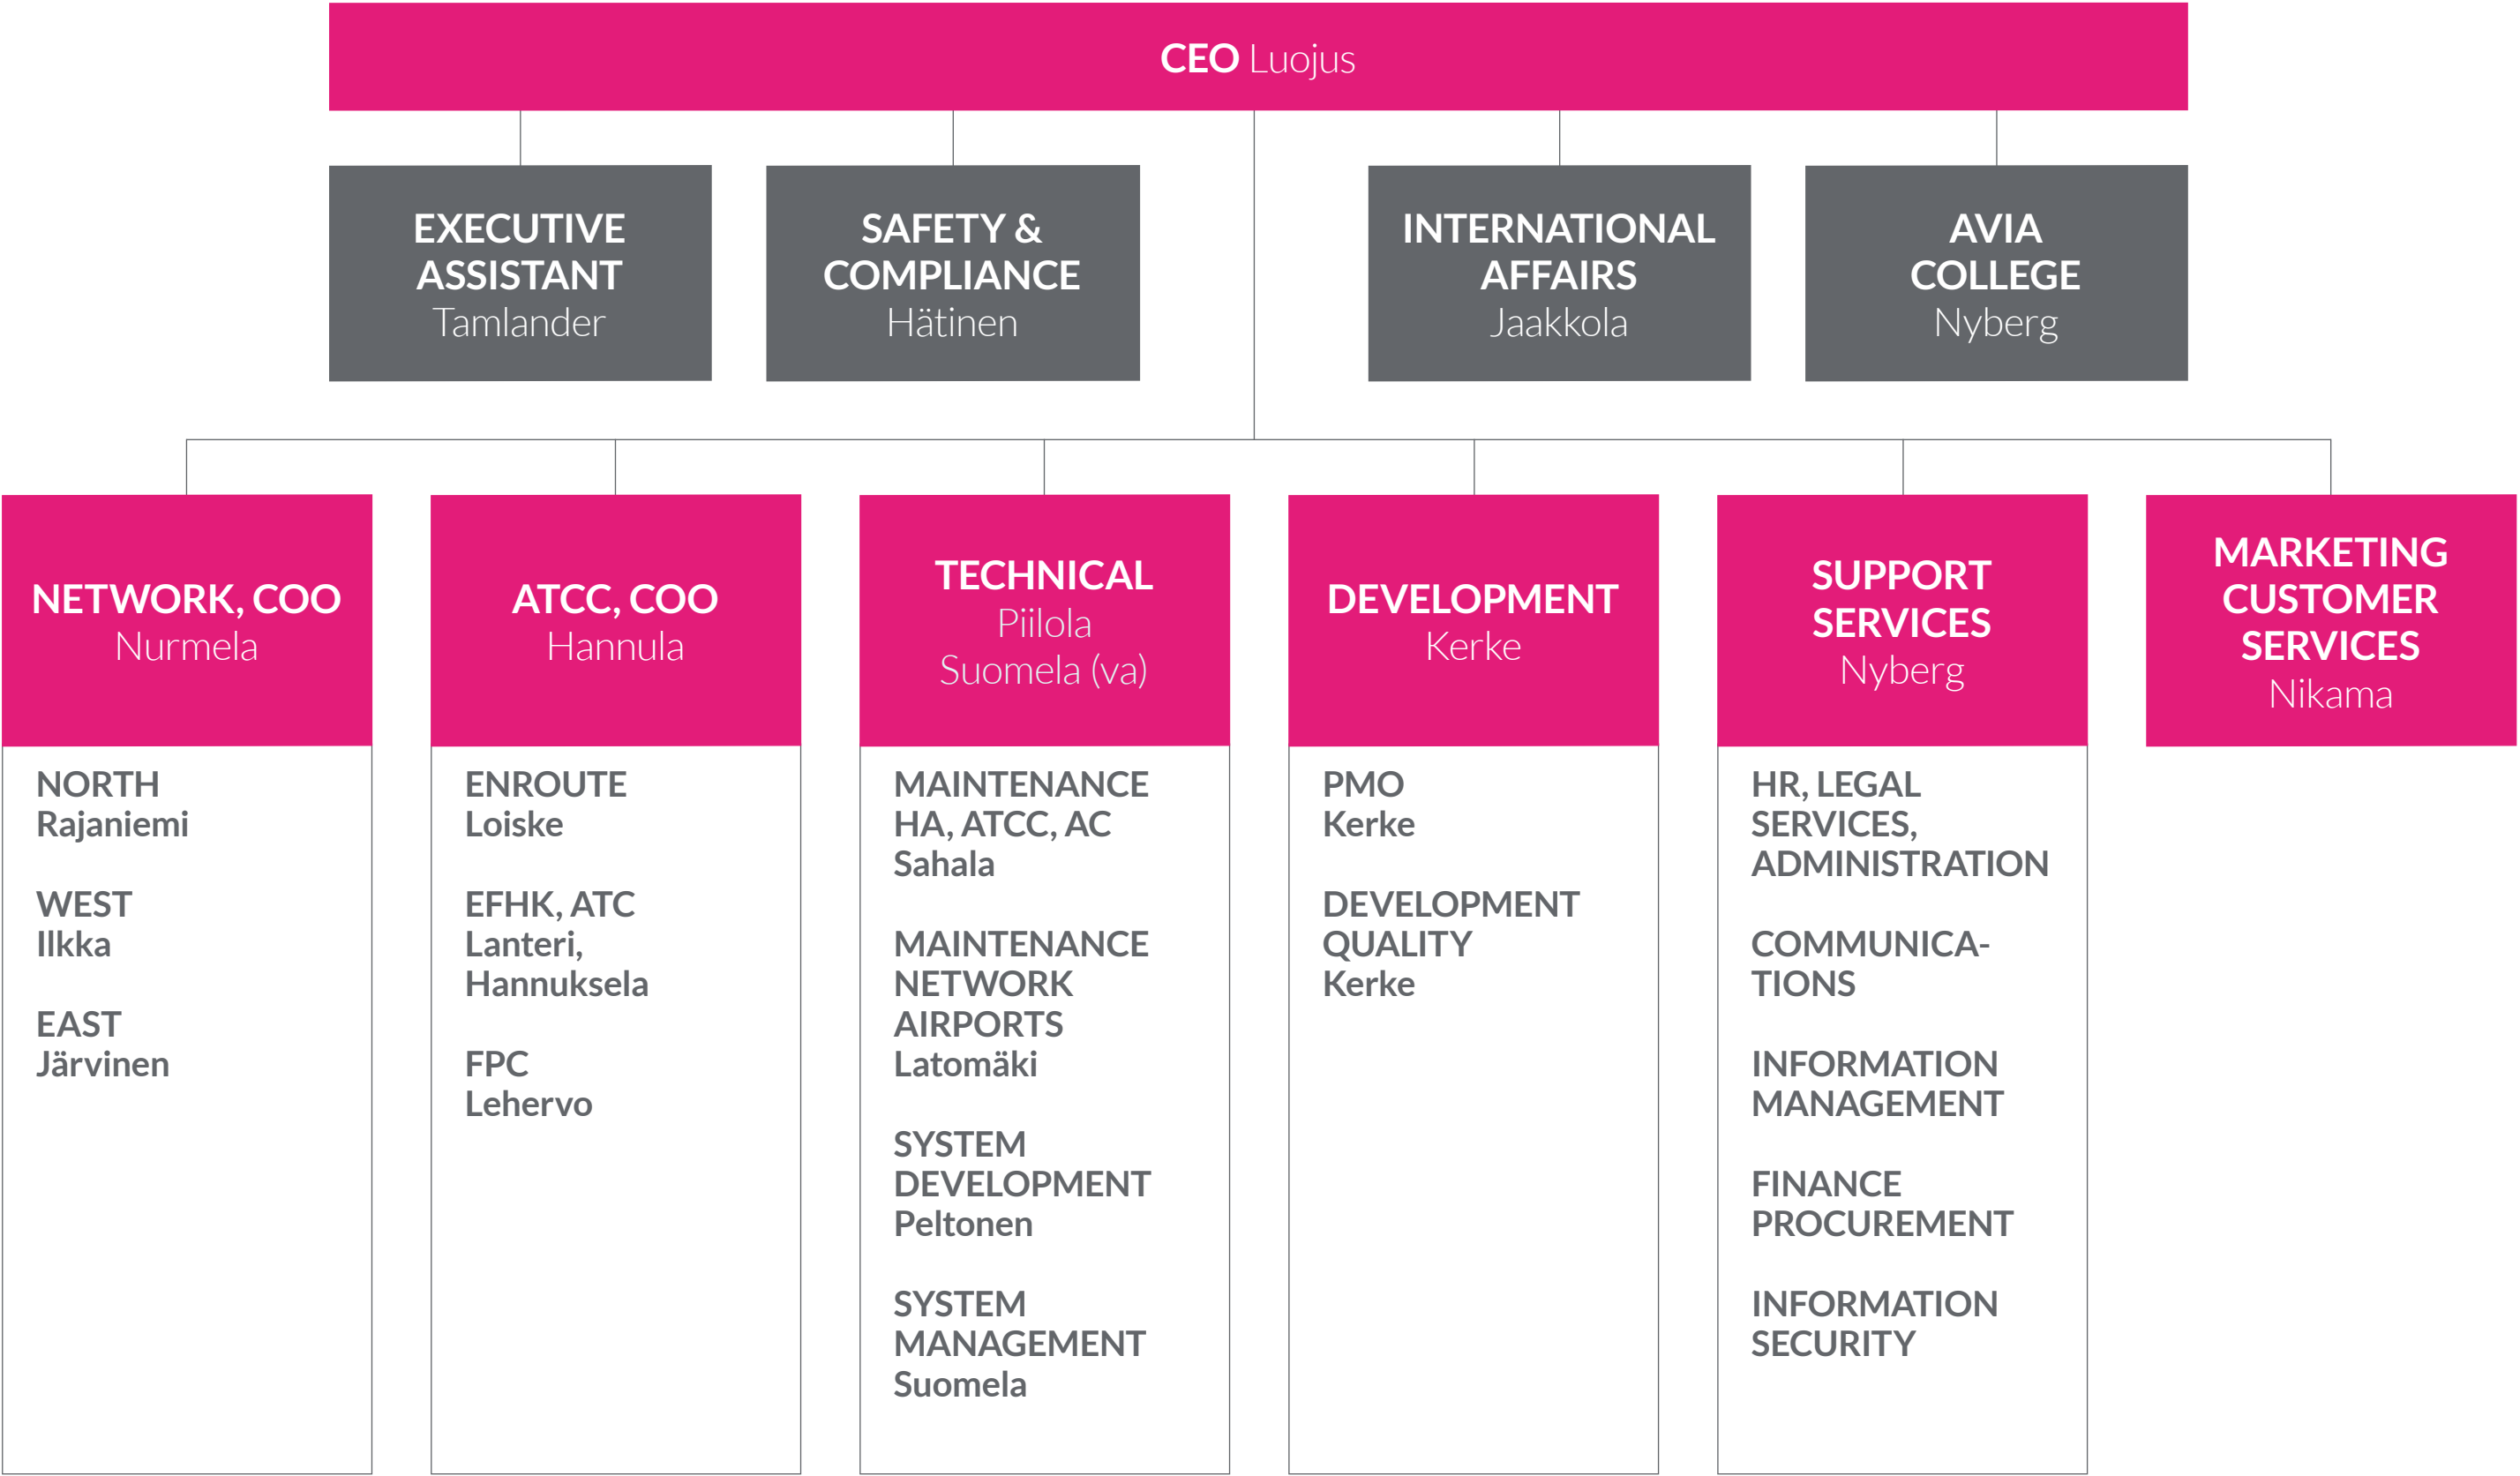 CEO Luojus
EXECUTIVE
ASSISTANT
Tamlander
SAFETY &
COMPLIANCE
Hätinen
INTERNATIONAL
AFFAIRS
Jaakkola
AVIA
COLLEGE
Nyberg
NETWORK, COO
Nurmela
NORTH
Rajaniemi
WEST
Ilkka
EAST
Järvinen
ATCC, COO
Hannula
ENROUTE
Loiske
EFHK, ATC
Lanteri,
Hannuksela
FPC
Lehervo
TECHNICAL
Piilola
Suomela (va)
MAINTENANCE
HA, ATCC, AC
Sahala
MAINTENANCE
NETWORK
AIRPORTS
Latomäki
SYSTEM
DEVELOPMENT
Peltonen
SYSTEM
MANAGEMENT
Suomela
DEVELOPMENT
Kerke
PMO
Kerke
DEVELOPMENT
QUALITY
Kerke
SUPPORT
SERVICES
Nyberg
HR, LEGAL
SERVICES,
ADMINISTRATION
COMMUNICA-
TIONS
INFORMATION
MANAGEMENT
FINANCE
PROCUREMENT
INFORMATION
SECURITY
MARKETING
CUSTOMER
SERVICES
Nikama